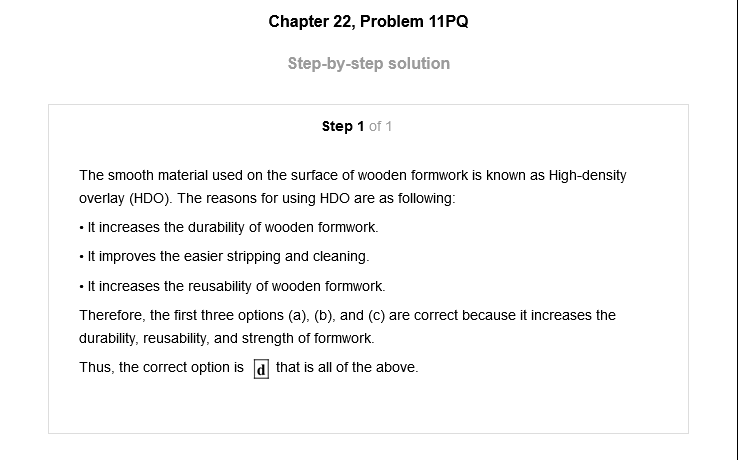 Chapter 22, Problem 11PQ
Step-by-step solution
Step 1 of 1
The smooth material used on the surface of wooden formwork is known as High-density
overlay (HDO). The reasons for using HDO are as following:
• It increases the durability of wooden formwork.
• It improves the easier stripping and cleaning.
• It increases the reusability of wooden formwork.
Therefore, the first three options (a), (b), and (c) are correct because it increases the
durability, reusability, and strength of formwork.
Thus, the correct option is d that is all of the above.